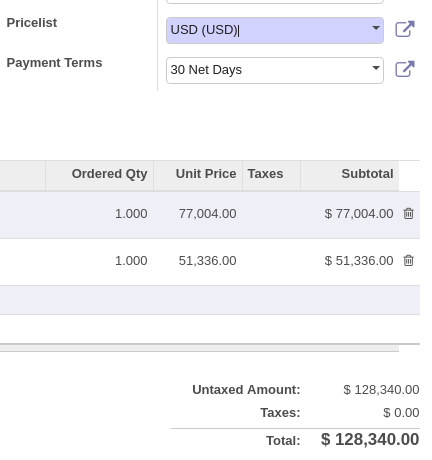 Pricelist USD (USD)
Payment Terms 30 Net Days
Ordered Qty Unit Price Taxes Subtotal
1.000 77,004.00 $ 77,004.00
1.000 51,336.00 $ 51,336.00
Untaxed Amount: $ 128,340.00
Taxes: $ 0.00
Total: $ 128,340.00